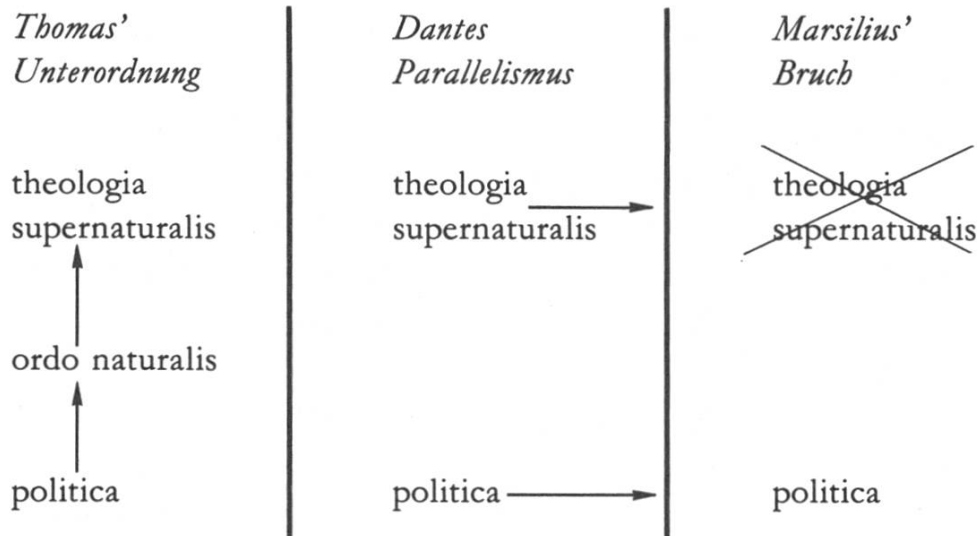 Thomas'
Unterordnung
theologia
supernaturalis
ordo naturalis
politica
Dantes
Parallelismus
theologia
supernaturalis
politica
Marsilius'
Bruch
theologia
supernaturalis
politica